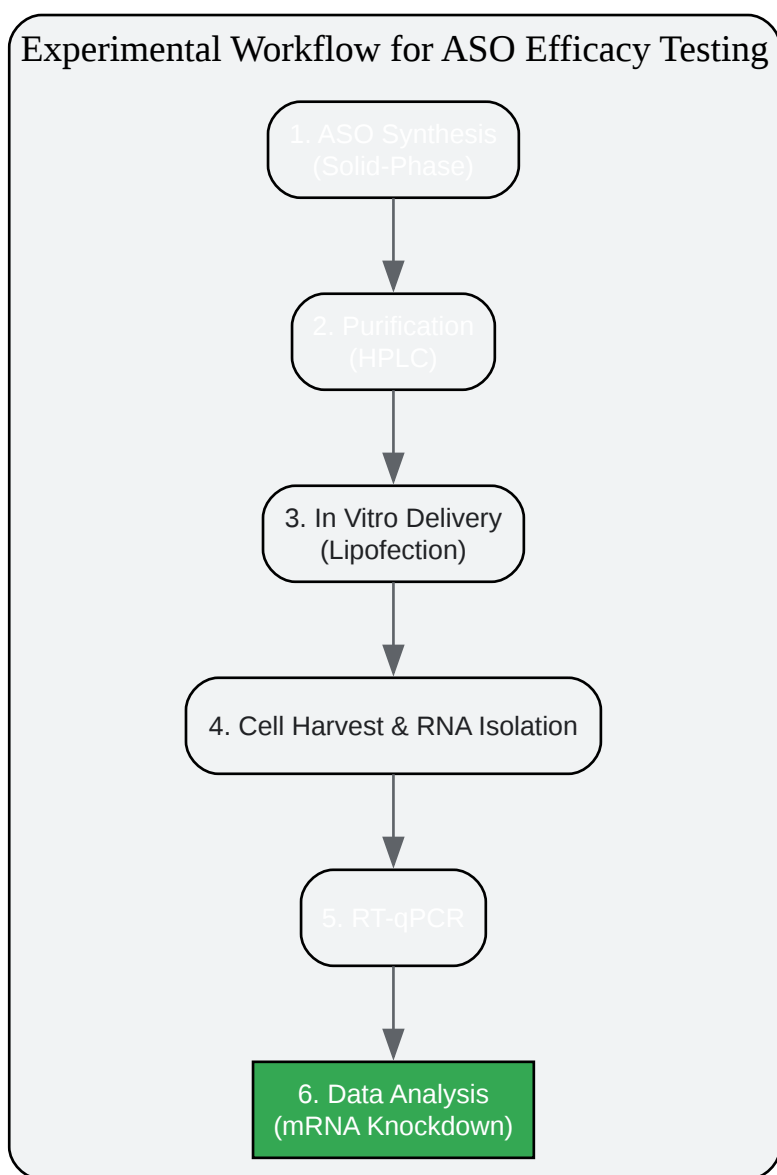 Experimental Workflow for ASO Efficacy Testing
1. ASO Synthesis
(Solid-Phase)
2. Purification
(HPLC)
3. In Vitro Delivery
(Lipofection)
4. Cell Harvest & RNA Isolation
5. RT-qPCR
6. Data Analysis
(mRNA Knockdown)